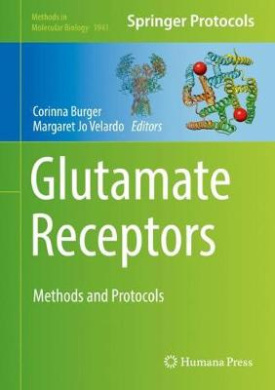 Methods in
Molecular Biology 1941
Springer Protocols
Corinna Burger
Margaret Jo Velardo Editors
Glutamate
Receptors
Methods and Protocols
Humana Press